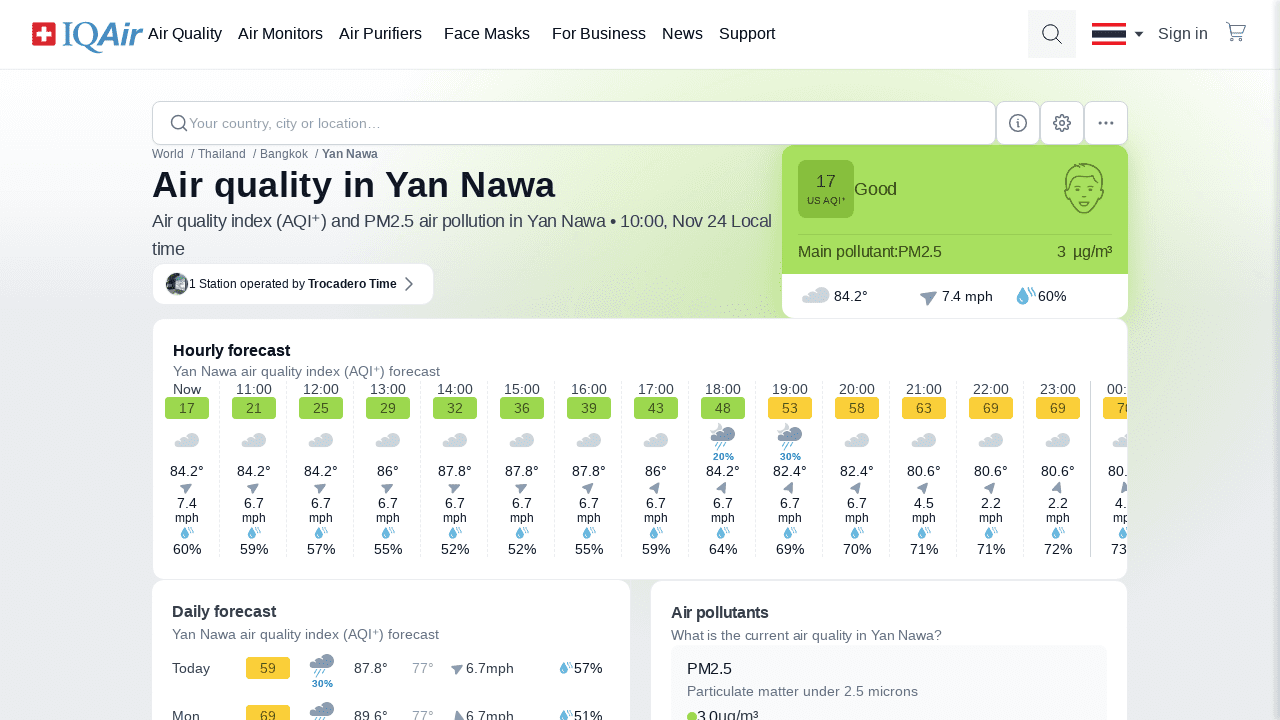 IQAir Air Quality Air Monitors Air Purifiers Face Masks For Business News Support Sign in
Your country, city or location…
World / Thailand / Bangkok / Yan Nawa
Air quality in Yan Nawa
Air quality index (AQI⁺) and PM2.5 air pollution in Yan Nawa • 10:00, Nov 24 Local
time
1 Station operated by Trocadero Time
17
US AQI⁺
Good
Main pollutant:PM2.5 3 µg/m³
84.2° 7.4 mph 60%
Hourly forecast
Yan Nawa air quality index (AQI⁺) forecast
Now 11:00 12:00 13:00 14:00 15:00 16:00 17:00 18:00 19:00 20:00 21:00 22:00 23:00
17 21 25 29 32 36 39 43 48 53 58 63 69 69
20% 30%
84.2° 84.2° 84.2° 86° 87.8° 87.8° 87.8° 86° 84.2° 82.4° 82.4° 80.6° 80.6° 80.6°
7.4 6.7 6.7 6.7 6.7 6.7 6.7 6.7 6.7 6.7 6.7 4.5 2.2 2.2
mph mph mph mph mph mph mph mph mph mph mph mph mph mph
60% 59% 57% 55% 52% 52% 55% 59% 64% 69% 70% 71% 71% 72%
Daily forecast
Yan Nawa air quality index (AQI⁺) forecast
Today 59 30% 87.8° 77° 6.7mph 57%
Mon 69 89.6° 77° 6.7mph 51%
Air pollutants
What is the current air quality in Yan Nawa?
PM2.5
Particulate matter under 2.5 microns
3.0µg/m³